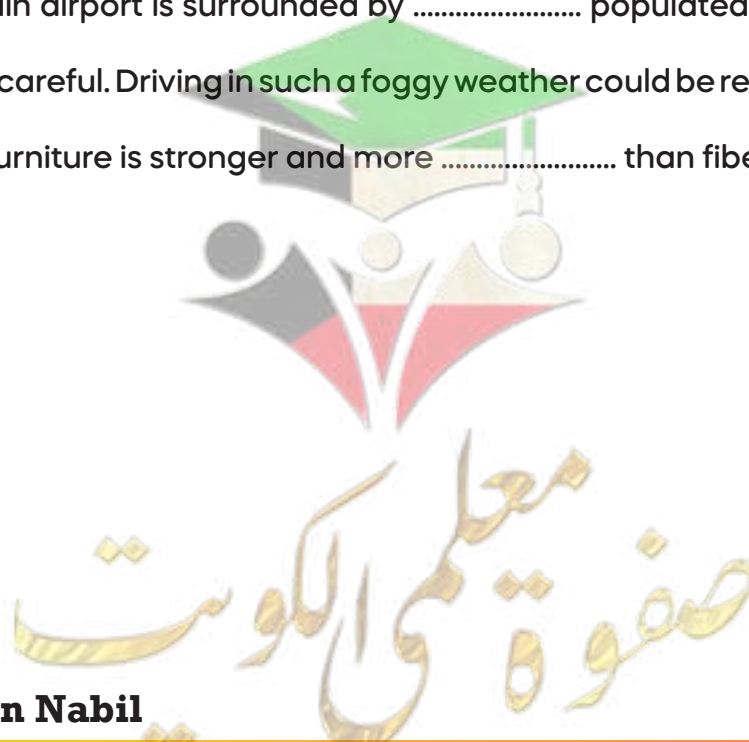 in airport is surrounded by ........................ populated
careful. Driving in such a foggy weather could be re
urniture is stronger and more ......................... than fibe
صفوة معلمي الكويت
n Nabil